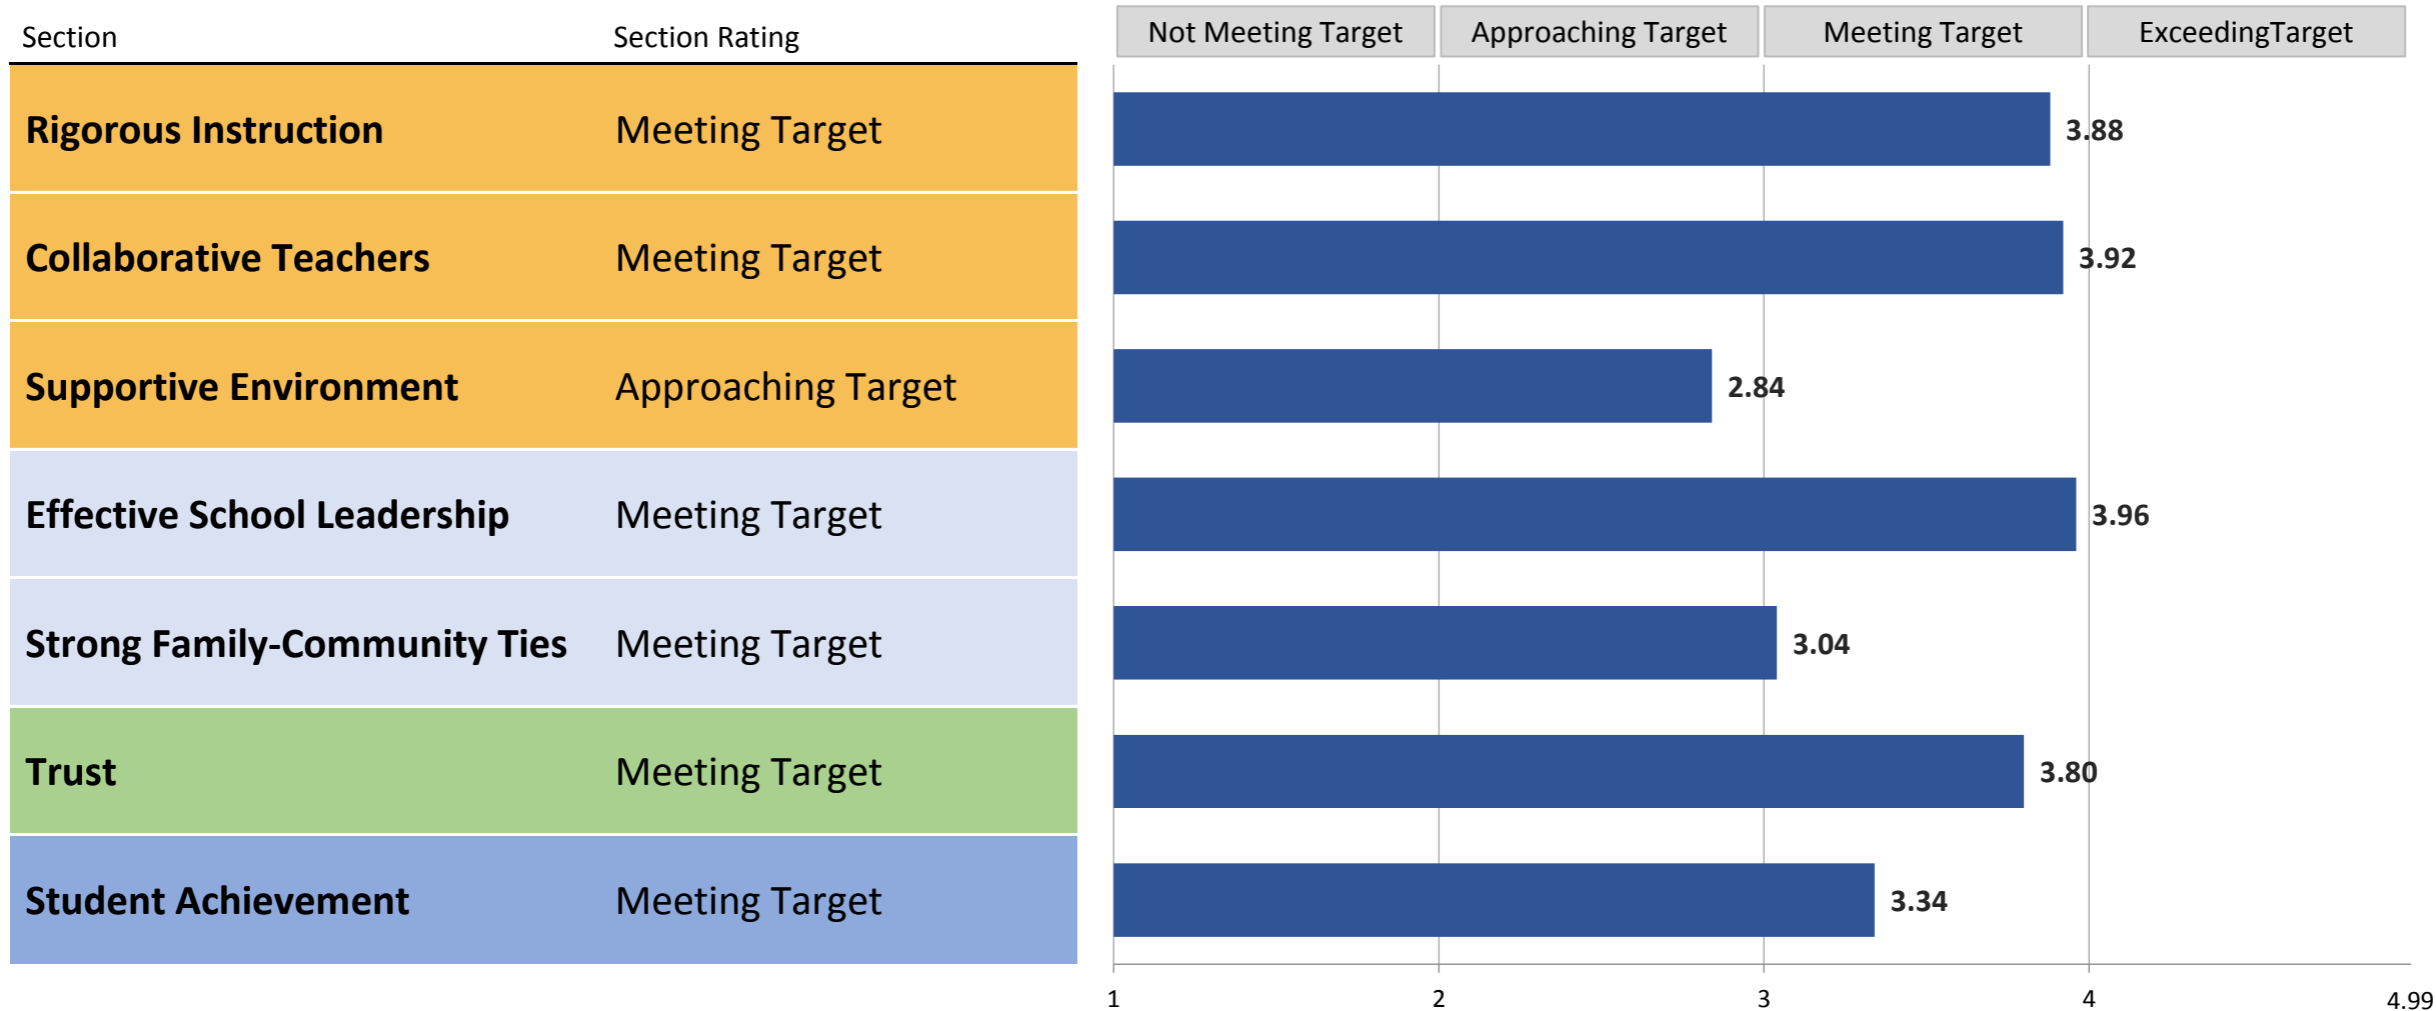 Section Section Rating Not Meeting Target Approaching Target Meeting Target ExceedingTarget
Rigorous Instruction Meeting Target 3.88
Collaborative Teachers Meeting Target 3.92
Supportive Environment Approaching Target 2.84
Effective School Leadership Meeting Target 3.96
Strong Family-Community Ties Meeting Target 3.04
Trust Meeting Target 3.80
Student Achievement Meeting Target 3.34
1 2 3 4 4.99